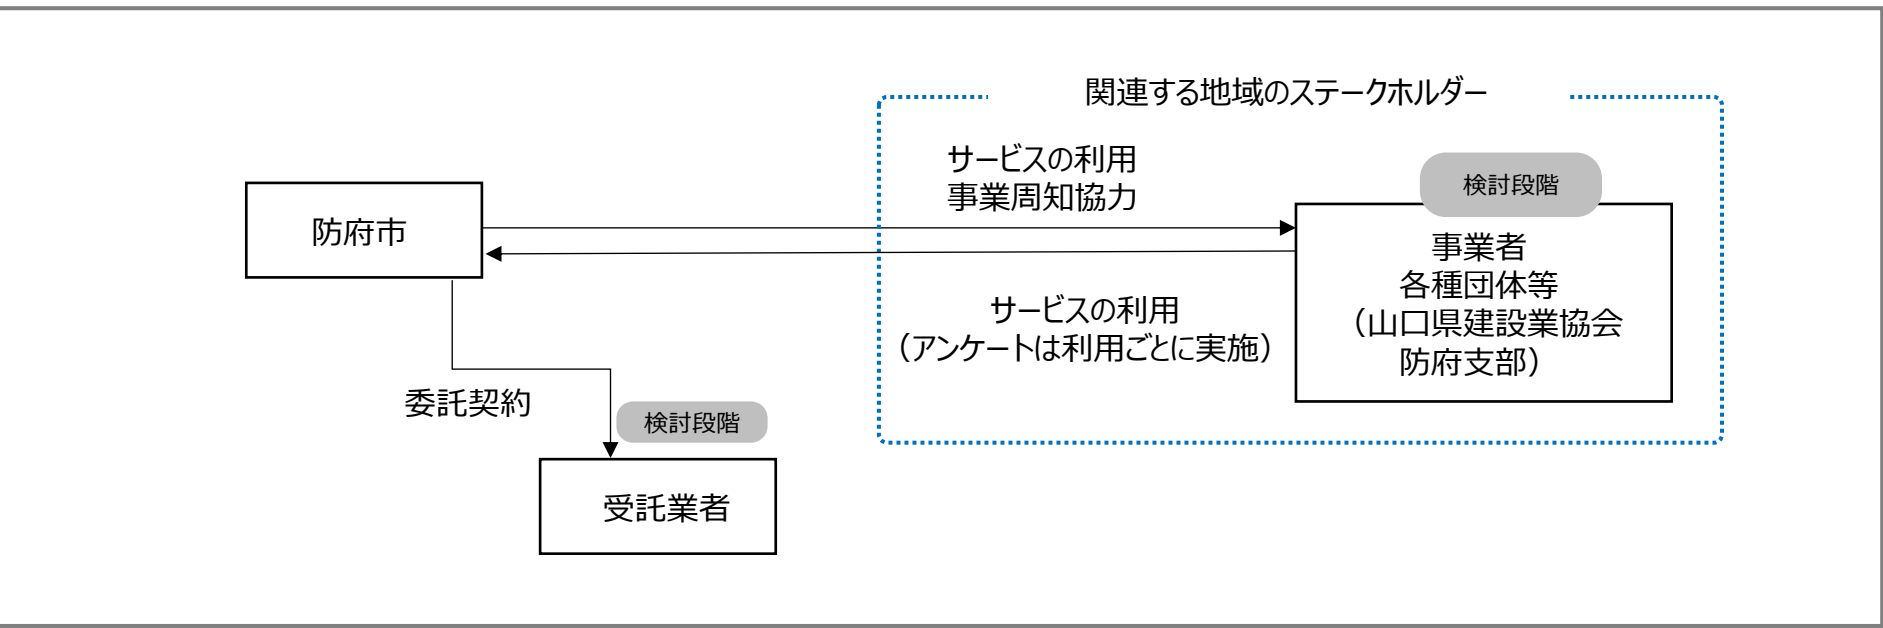 関連する地域のステークホルダー
サービスの利用
事業周知協力
検討段階
防府市
事業者
各種団体等
（山口県建設業協会
防府支部）
サービスの利用
（アンケートは利用ごとに実施）
委託契約
検討段階
受託業者